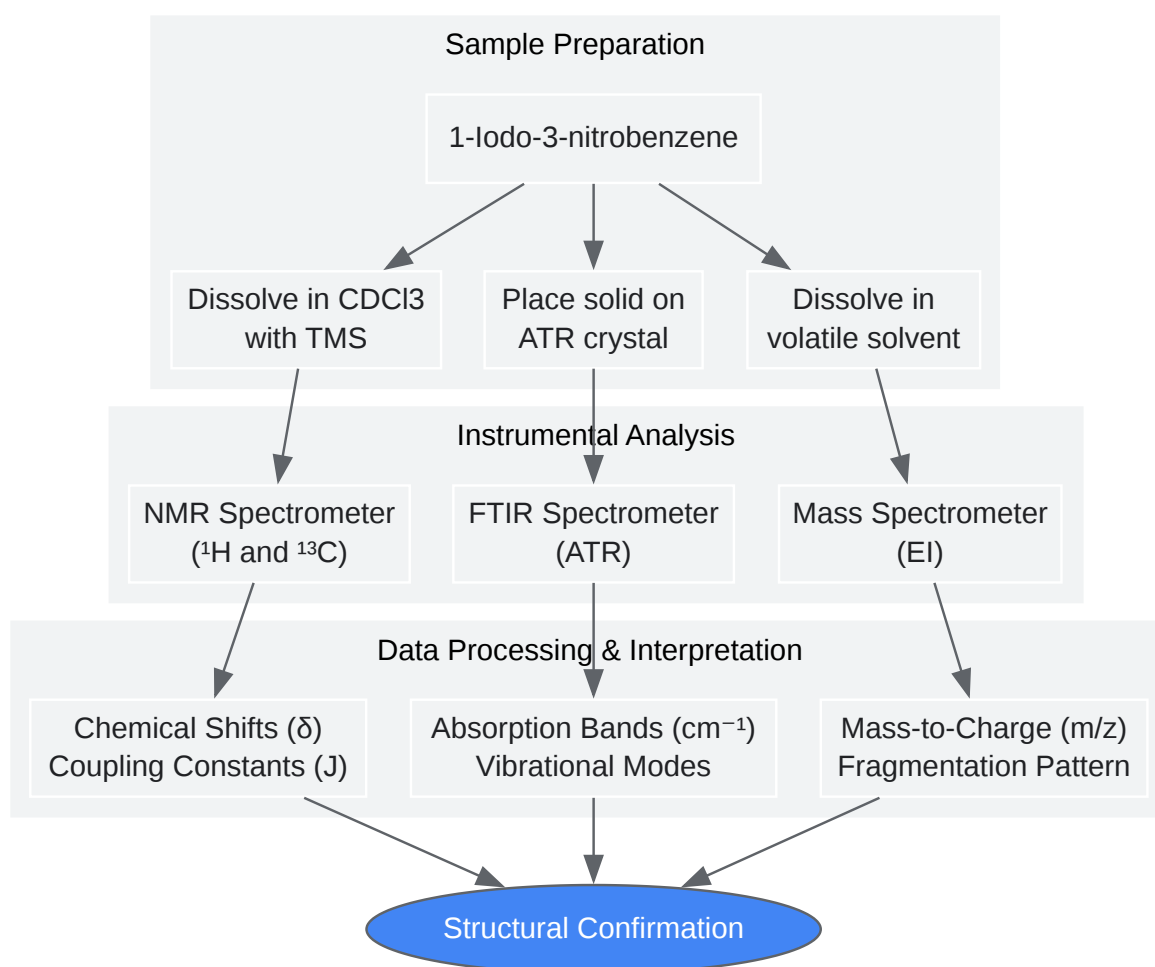 Sample Preparation
1-Iodo-3-nitrobenzene
Dissolve in CDCl3
with TMS
Place solid on
ATR crystal
Dissolve in
volatile solvent
Instrumental Analysis
NMR Spectrometer
(¹H and ¹³C)
FTIR Spectrometer
(ATR)
Mass Spectrometer
(EI)
Data Processing & Interpretation
Chemical Shifts (δ)
Coupling Constants (J)
Absorption Bands (cm⁻¹)
Vibrational Modes
Mass-to-Charge (m/z)
Fragmentation Pattern
Structural Confirmation